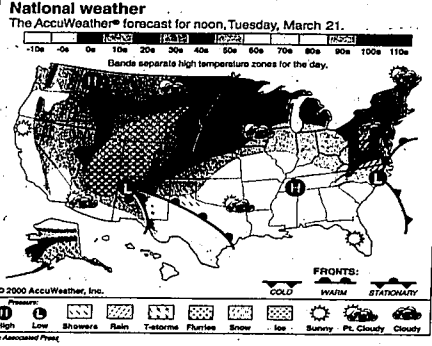 National weather
The AccuWeather® forecast for noon, Tuesday, March 21.
-10s -0s 0s 10s 20s 30s 40s 50s 60s 70s 80s 90s 100s 110s
Bands separate high temperature zones for the day.
H
L
H
L
FRONTS:
COLD WARM STATIONARY
© 2000 AccuWeather, Inc.
Pressure:
H L
High Low Showers Rain T-storms Flurries Snow Ice Sunny Pt. Cloudy Cloudy
Associated Press